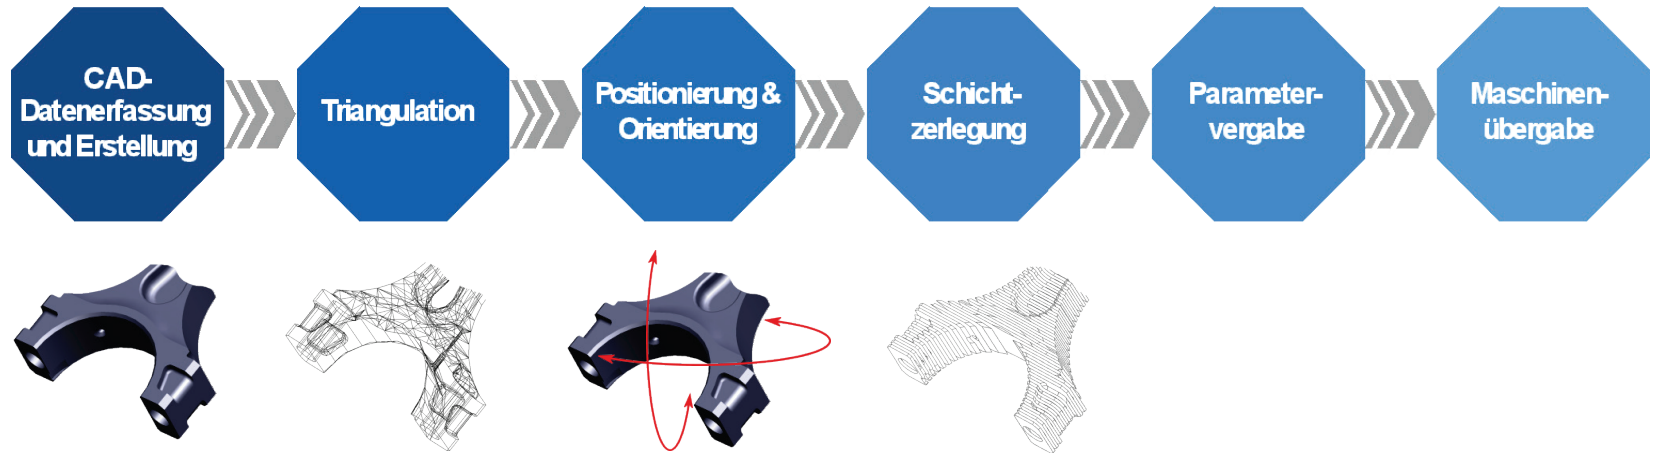 CAD-
Datenerfassung
und Erstellung
Triangulation
Positionierung &
Orientierung
Schicht-
zerlegung
Parameter-
vergabe
Maschinen-
übergabe